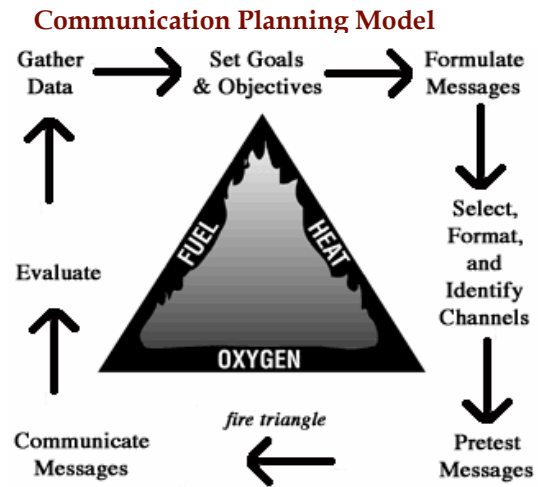 Communication Planning Model
Gather
Data
Set Goals
& Objectives
Formulate
Messages
Select,
Format,
and
Identify
Channels
Pretest
Messages
Communicate
Messages
Evaluate
FUEL
HEAT
OXYGEN
fire triangle